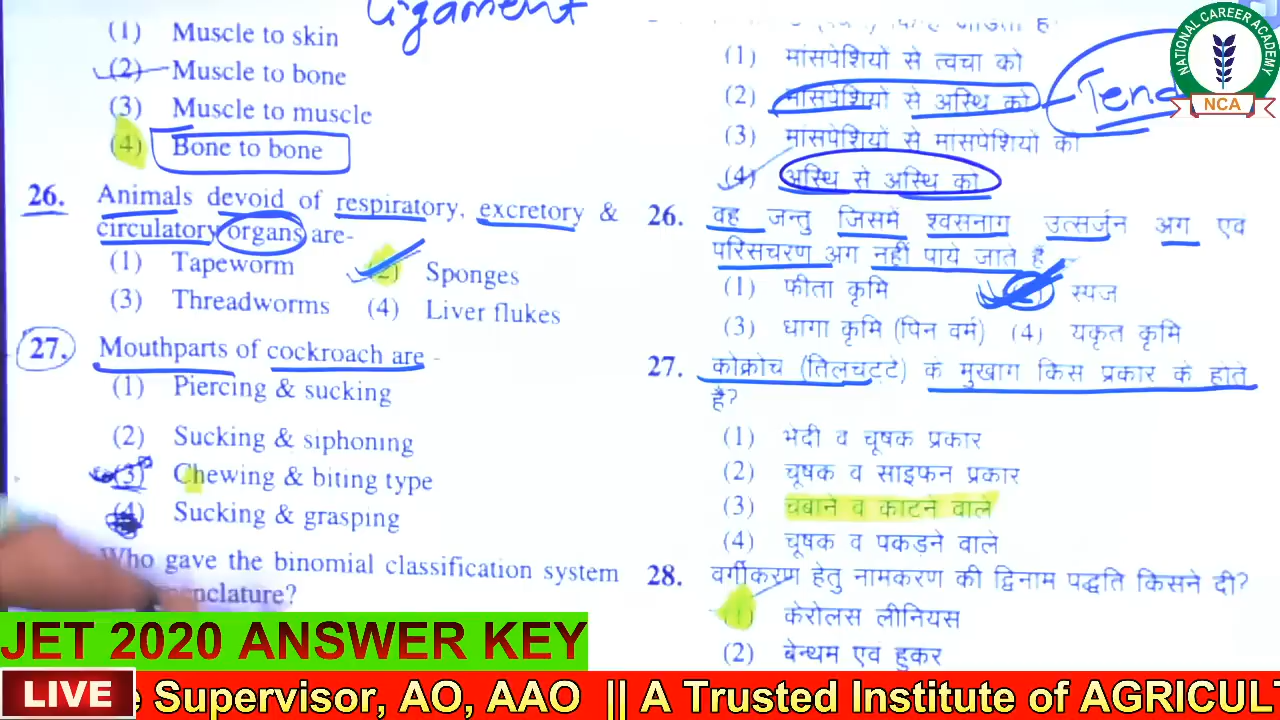 Ligament
(1) Muscle to skin
(2) Muscle to bone
(3) Muscle to muscle
(4) Bone to bone
26. Animals devoid of respiratory, excretory &
circulatory organs are-
(1) Tapeworm (2) Sponges
(3) Threadworms (4) Liver flukes
27. Mouthparts of cockroach are -
(1) Piercing & sucking
(2) Sucking & siphoning
(3) Chewing & biting type
(4) Sucking & grasping
Who gave the binomial classification system
nenclature?
(1) मांसपेशियों से त्वचा को
(2) मांसपेशियों से अस्थि को
Tend
(3) मांसपेशियों से मांसपेशियों को
(4) अस्थि से अस्थि को
26. वह जन्तु जिसमें श्वसनाग उत्सर्जन अग एव
परिसचरण अग नहीं पाये जाते है
(1) फीता कृमि स्पज
(3) धागा कृमि (पिन वर्म) (4) यकृत कृमि
27. कोक्रोच (तिलचट्टे) के मुखाग किस प्रकार के होते
है?
(1) भेदी व चूषक प्रकार
(2) चूषक व साइफन प्रकार
(3) चबाने व काटने वाले
(4) चूषक व पकडने वाले
28. वर्गीकरण हेतु नामकरण की द्विनाम पद्धति किसने दी?
(1) केरोलस लीनियस
(2) बेन्थम एवं हुकर
NATIONAL CAREER ACADEMY
NCA
JET 2020 ANSWER KEY
LIVE
e Supervisor, AO, AAO || A Trusted Institute of AGRICULT